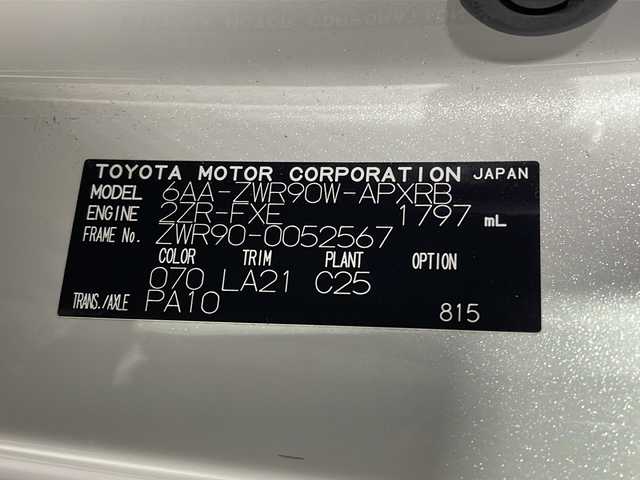 TOYOTA MOTOR CORPORATION JAPAN
MODEL 6AA-ZWR90W-APXRB
ENGINE 2ZR-FXE 1797 mL
FRAME No. ZWR90-0052567
COLOR TRIM PLANT OPTION
070 LA21 C25
TRANS./AXLE PA10
815